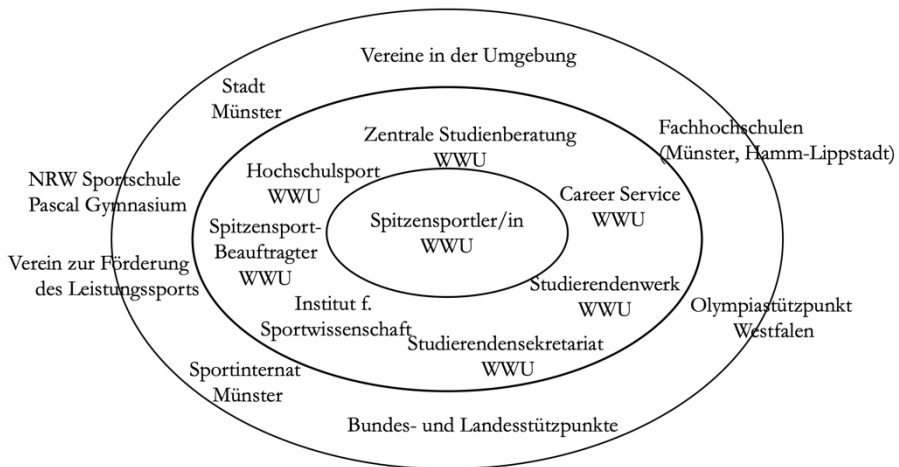 Vereine in der Umgebung
Stadt
Münster
Zentrale Studienberatung
WWU
Fachhochschulen
(Münster, Hamm-Lippstadt)
Hochschulsport
WWU
NRW Sportschule
Pascal Gymnasium
Career Service
WWU
Spitzensportler/in
WWU
Spitzensport-
Beauftragter
WWU
Verein zur Förderung
des Leistungssports
Studierendenwerk
WWU
Institut f.
Sportwissenschaft
Olympiastützpunkt
Westfalen
Studierendensekretariat
WWU
Sportinternat
Münster
Bundes- und Landesstützpunkte